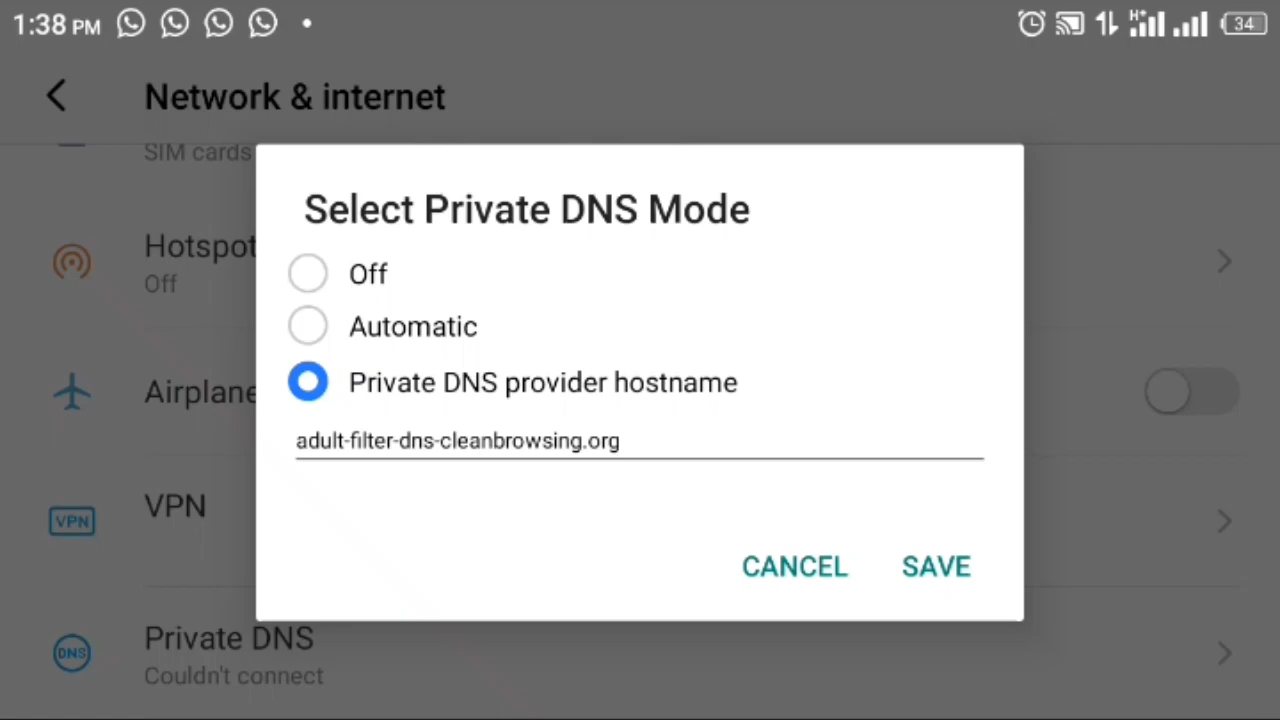 1:38 PM
H+
34
Network & internet
SIM cards
Select Private DNS Mode
Hotspot
Off
Off
Automatic
Private DNS provider hostname
Airplane
adult-filter-dns-cleanbrowsing.org
VPN
VPN
CANCEL SAVE
Private DNS
DNS
Couldn't connect